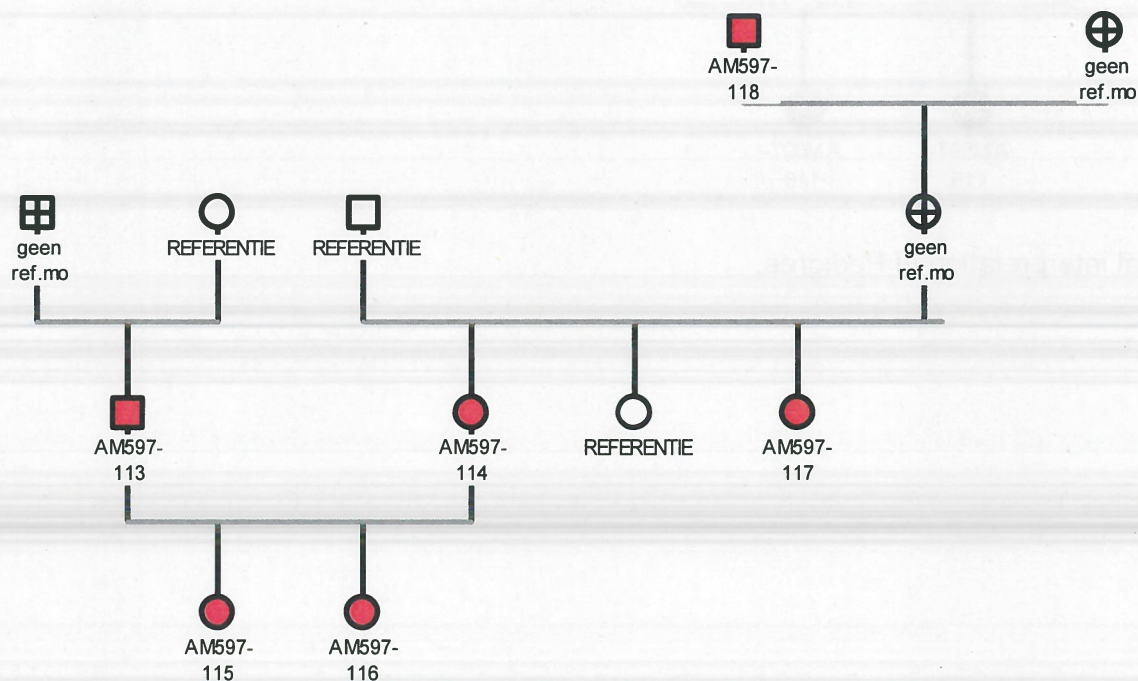 AM597-
118
geen
ref.mo
geen
ref.mo
REFERENTIE
REFERENTIE
geen
ref.mo
AM597-
113
AM597-
114
REFERENTIE
AM597-
117
AM597-
115
AM597-
116